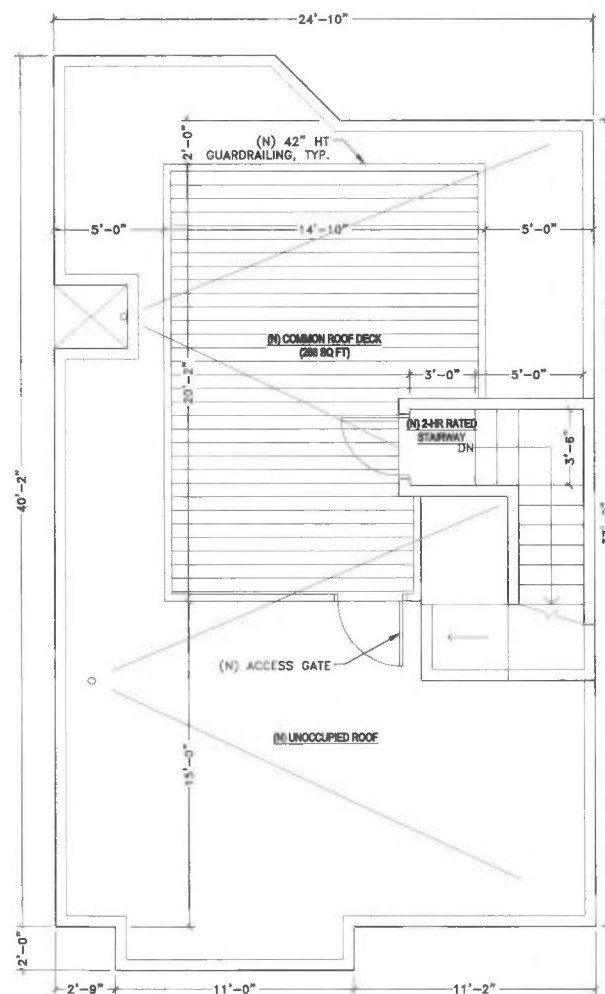 24'-10"
(N) 42" HT
GUARDRAILING, TYP.
2'-0"
5'-0"
14'-10"
5'-0"
(N) COMMON ROOF DECK
(266 SQ FT)
20'-2"
3'-0"
5'-0"
(N) 2-HR RATED
STAIRWAY
DN
3'-6"
40'-2"
(N) ACCESS GATE
(N) UNOCCUPIED ROOF
15'-0"
2'-0"
2'-9"
11'-0"
11'-2"